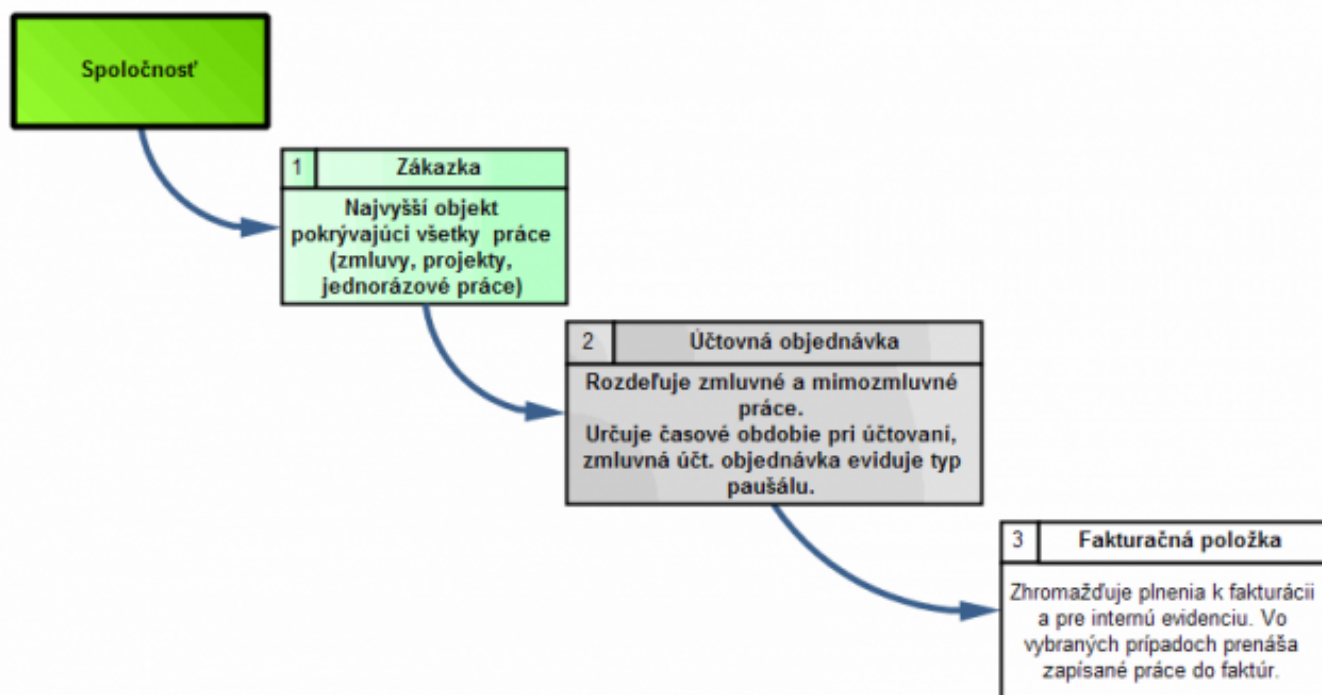 Spoločnosť
1 Zákazka
Najvyšší objekt
pokrývajúci všetky práce
(zmluvy, projekty,
jednorázové práce)
2 Účtovná objednávka
Rozdeľuje zmluvné a mimozmluvné
práce.
Určuje časové obdobie pri účtovaní,
zmluvná účt. objednávka eviduje typ
paušálu.
3 Fakturačná položka
Zhromažďuje plnenia k fakturácii
a pre internú evidenciu. Vo
vybraných prípadoch prenáša
zapísané práce do faktúr.